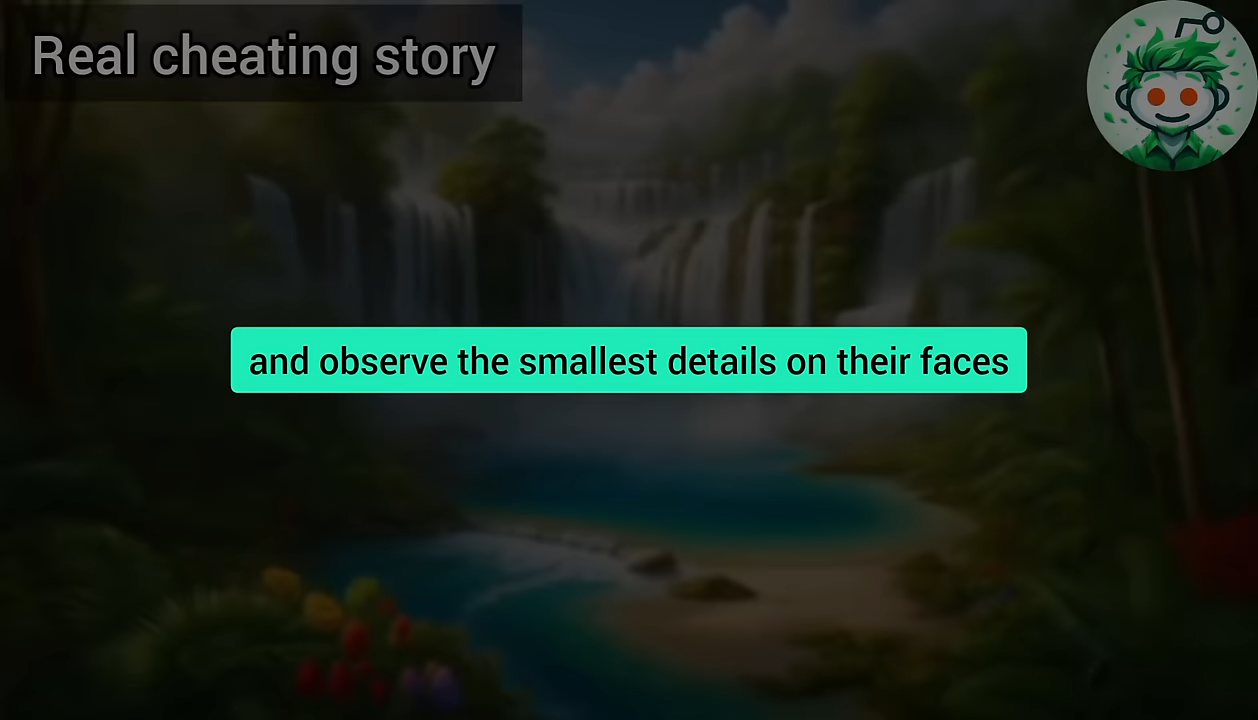 Real cheating story
and observe the smallest details on their faces